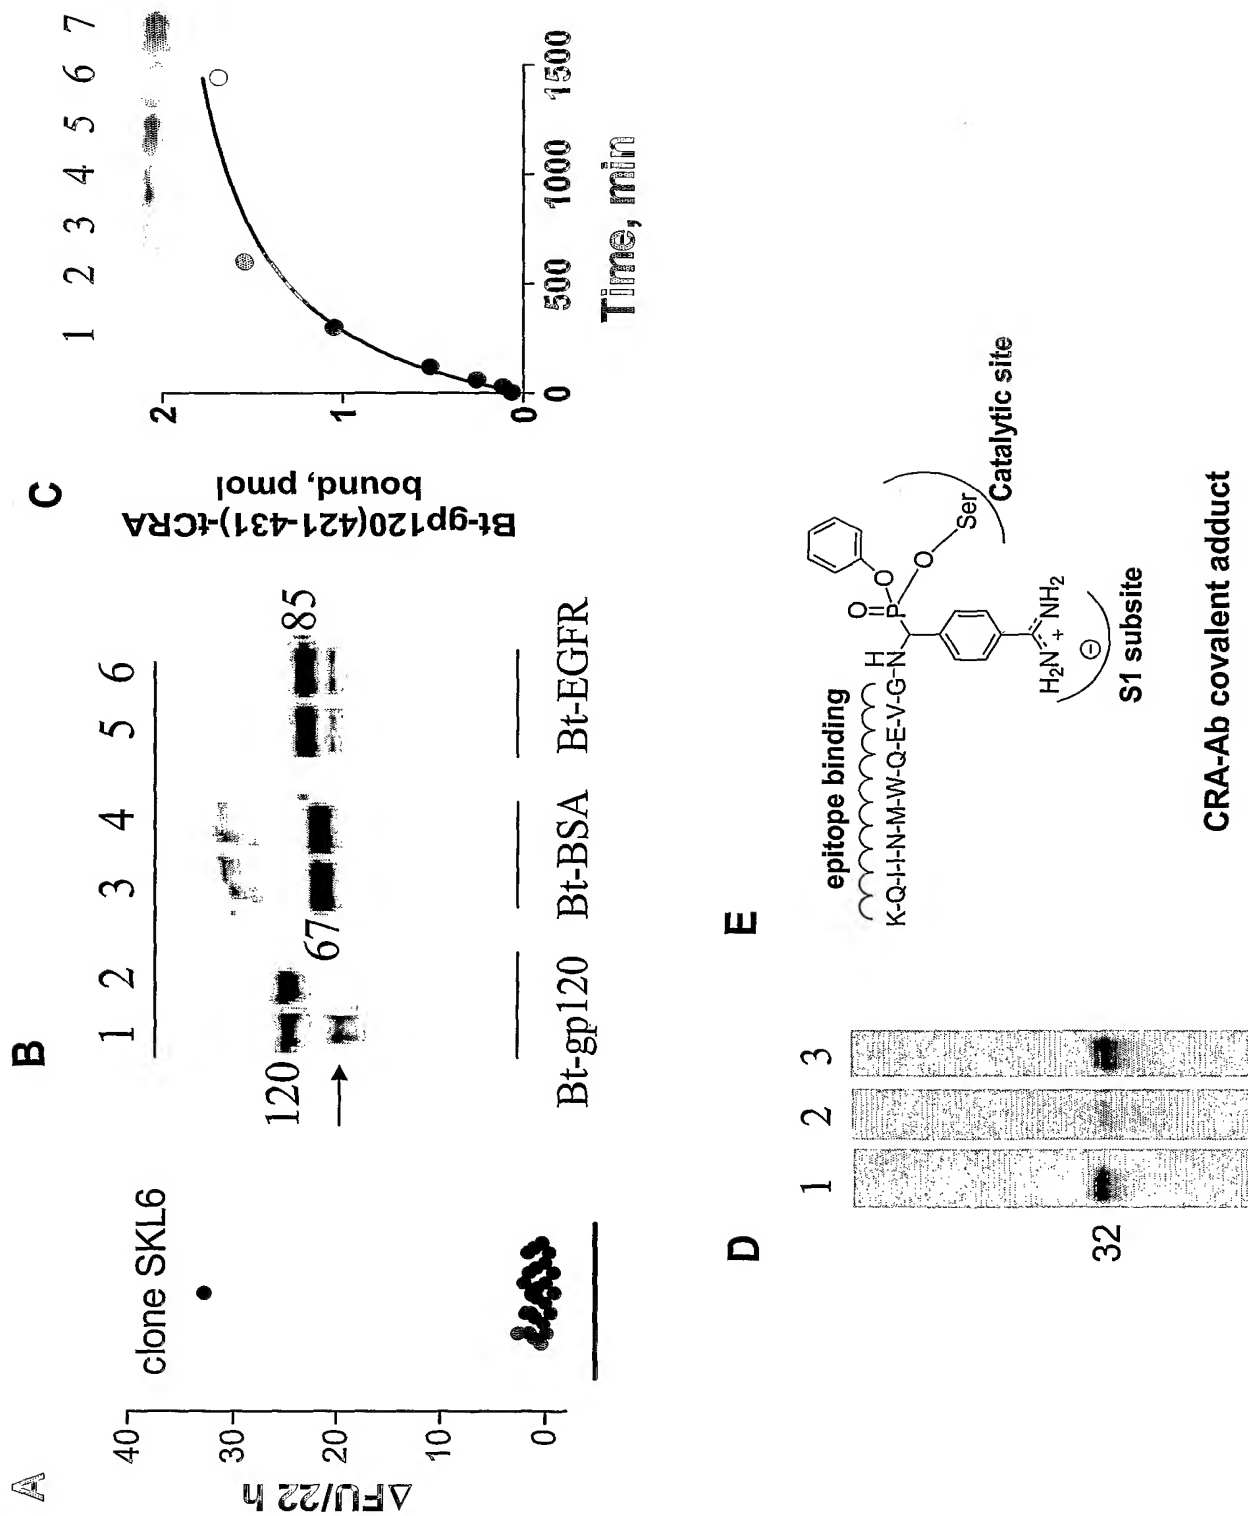 A
40
30
20
10
0
ΔFU/22 h
clone SKL6
B
1 2 3 4 5 6
120
67
85
Bt-gp120 Bt-BSA Bt-EGFR
C
1 2 3 4 5 6 7
2
1
0
Bt-gp120(421-431)-tCRA
bound, pmol
0 500 1000 1500
Time, min
D
1 2 3
32
E
epitope binding
K-Q-I-I-N-M-W-Q-E-V-G-N
H
O
P
O
O
Ser
Catalytic site
H₂N
+
NH₂
⊖
S1 subsite
CRA-Ab covalent adduct